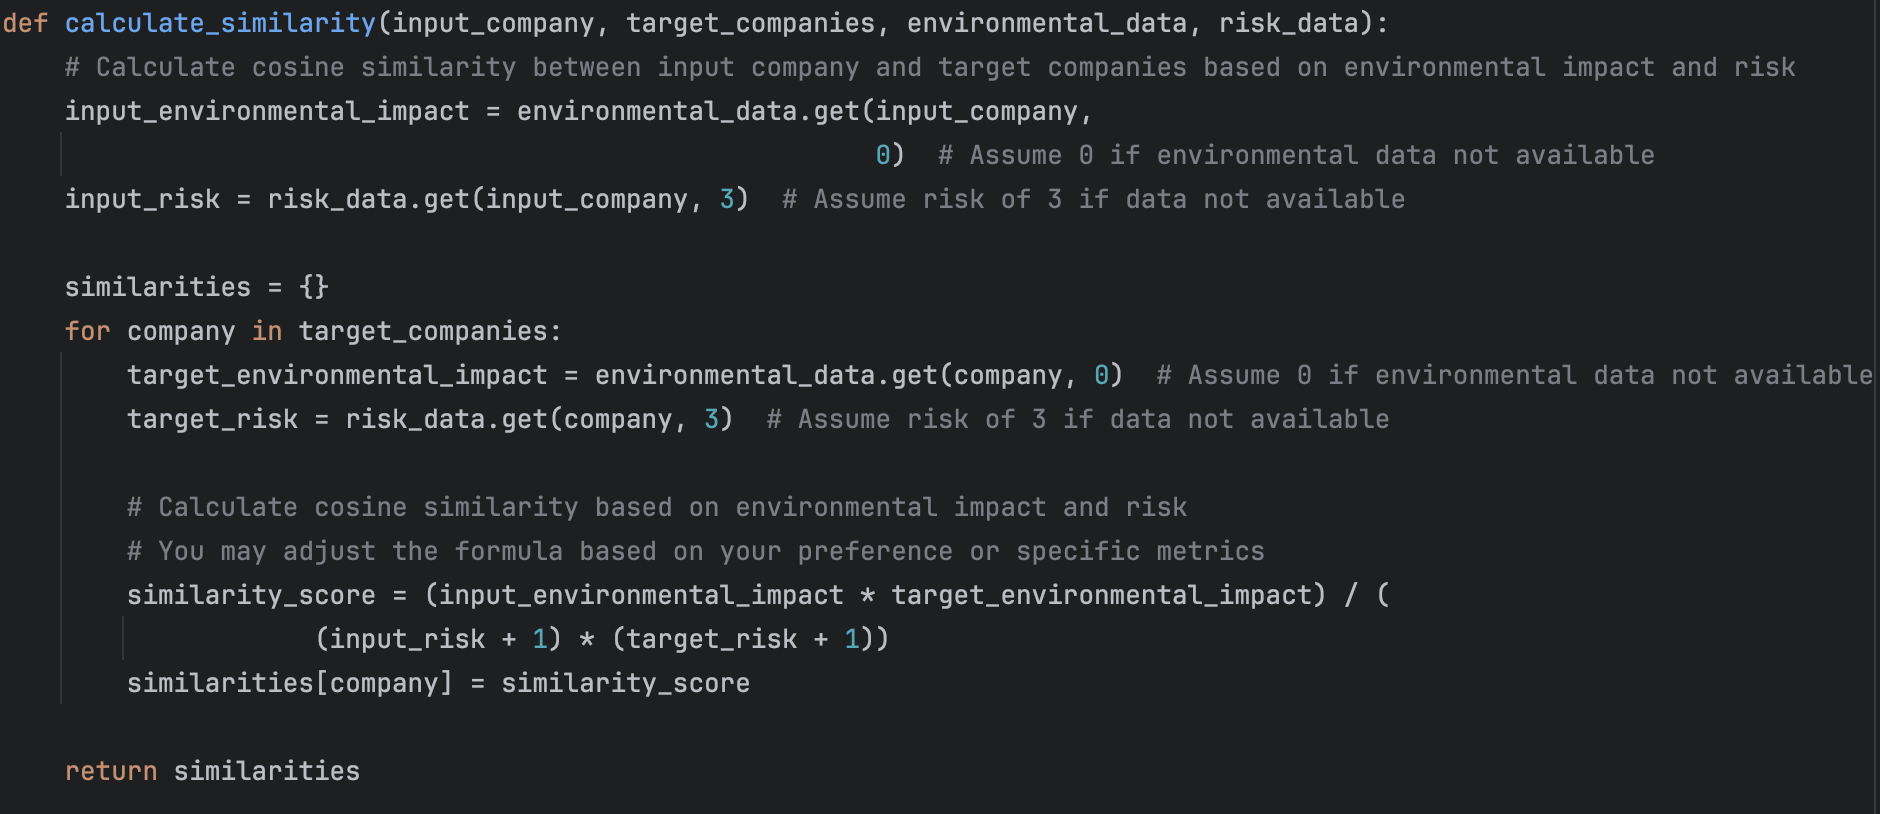 def calculate_similarity(input_company, target_companies, environmental_data, risk_data):
    # Calculate cosine similarity between input company and target companies based on environmental impact and risk
    input_environmental_impact = environmental_data.get(input_company,
                                                        0)  # Assume 0 if environmental data not available
    input_risk = risk_data.get(input_company, 3)  # Assume risk of 3 if data not available

    similarities = {}
    for company in target_companies:
        target_environmental_impact = environmental_data.get(company, 0)  # Assume 0 if environmental data not available
        target_risk = risk_data.get(company, 3)  # Assume risk of 3 if data not available

        # Calculate cosine similarity based on environmental impact and risk
        # You may adjust the formula based on your preference or specific metrics
        similarity_score = (input_environmental_impact * target_environmental_impact) / (
                    (input_risk + 1) * (target_risk + 1))
        similarities[company] = similarity_score

    return similarities